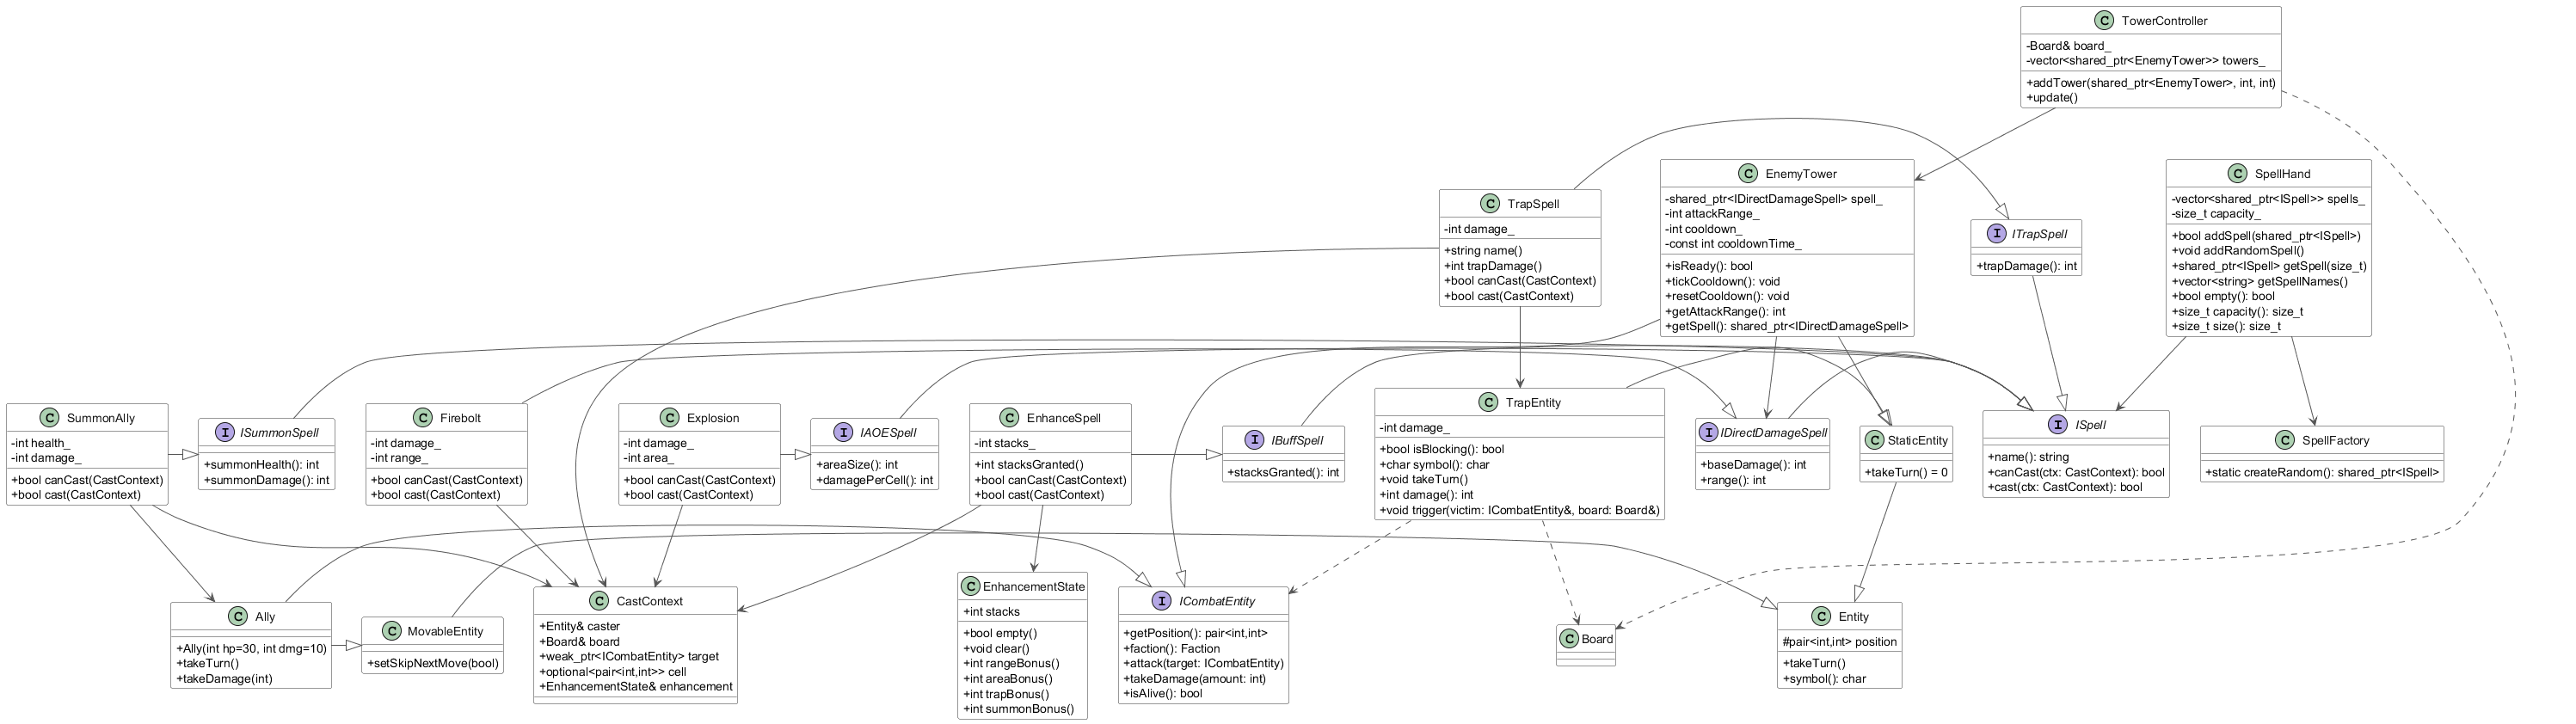 C TowerController
-Board& board_
-vector<shared_ptr<EnemyTower>> towers_
+addTower(shared_ptr<EnemyTower>, int, int)
+update()
C TrapSpell
-int damage_
+string name()
+int trapDamage()
+bool canCast(CastContext)
+bool cast(CastContext)
C EnemyTower
-shared_ptr<IDirectDamageSpell> spell_
-int attackRange_
-int cooldown_
-const int cooldownTime_
+isReady(): bool
+tickCooldown(): void
+resetCooldown(): void
+getAttackRange(): int
+getSpell(): shared_ptr<IDirectDamageSpell>
I ITrapSpell
+trapDamage(): int
C SpellHand
-vector<shared_ptr<ISpell>> spells_
-size_t capacity_
+bool addSpell(shared_ptr<ISpell>)
+void addRandomSpell()
+shared_ptr<ISpell> getSpell(size_t)
+vector<string> getSpellNames()
+bool empty(): bool
+size_t capacity(): size_t
+size_t size(): size_t
C SummonAlly
-int health_
-int damage_
+bool canCast(CastContext)
+bool cast(CastContext)
I ISummonSpell
+summonHealth(): int
+summonDamage(): int
C Firebolt
-int damage_
-int range_
+bool canCast(CastContext)
+bool cast(CastContext)
C Explosion
-int damage_
-int area_
+bool canCast(CastContext)
+bool cast(CastContext)
I IAOESpell
+areaSize(): int
+damagePerCell(): int
C EnhanceSpell
-int stacks_
+int stacksGranted()
+bool canCast(CastContext)
+bool cast(CastContext)
I IBuffSpell
+stacksGranted(): int
C TrapEntity
-int damage_
+bool isBlocking(): bool
+char symbol(): char
+void takeTurn()
+int damage(): int
+void trigger(victim: ICombatEntity&, board: Board&)
I IDirectDamageSpell
+baseDamage(): int
+range(): int
C StaticEntity
+takeTurn() = 0
I ISpell
+name(): string
+canCast(ctx: CastContext): bool
+cast(ctx: CastContext): bool
C SpellFactory
+static createRandom(): shared_ptr<ISpell>
C Ally
+Ally(int hp=30, int dmg=10)
+takeTurn()
+takeDamage(int)
C MovableEntity
+setSkipNextMove(bool)
C CastContext
+Entity& caster
+Board& board
+weak_ptr<ICombatEntity> target
+optional<pair<int,int>> cell
+EnhancementState& enhancement
C EnhancementState
+int stacks
+bool empty()
+void clear()
+int rangeBonus()
+int areaBonus()
+int trapBonus()
+int summonBonus()
I ICombatEntity
+getPosition(): pair<int,int>
+faction(): Faction
+attack(target: ICombatEntity)
+takeDamage(amount: int)
+isAlive(): bool
C Board
C Entity
#pair<int,int> position
+takeTurn()
+symbol(): char